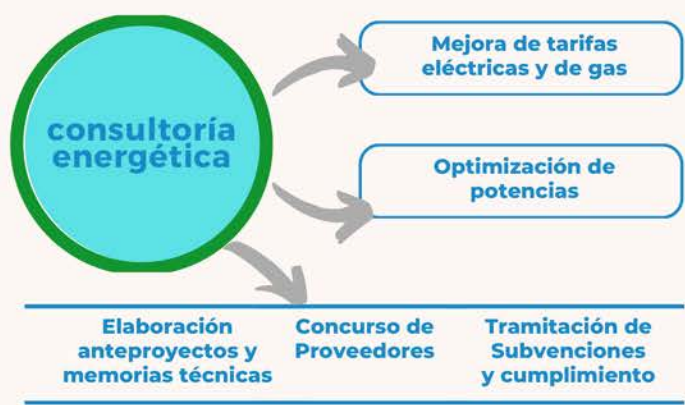 consultoría
energética
Mejora de tarifas
eléctricas y de gas
Optimización de
potencias
Elaboración
anteproyectos y
memorias técnicas
Concurso de
Proveedores
Tramitación de
Subvenciones
y cumplimiento